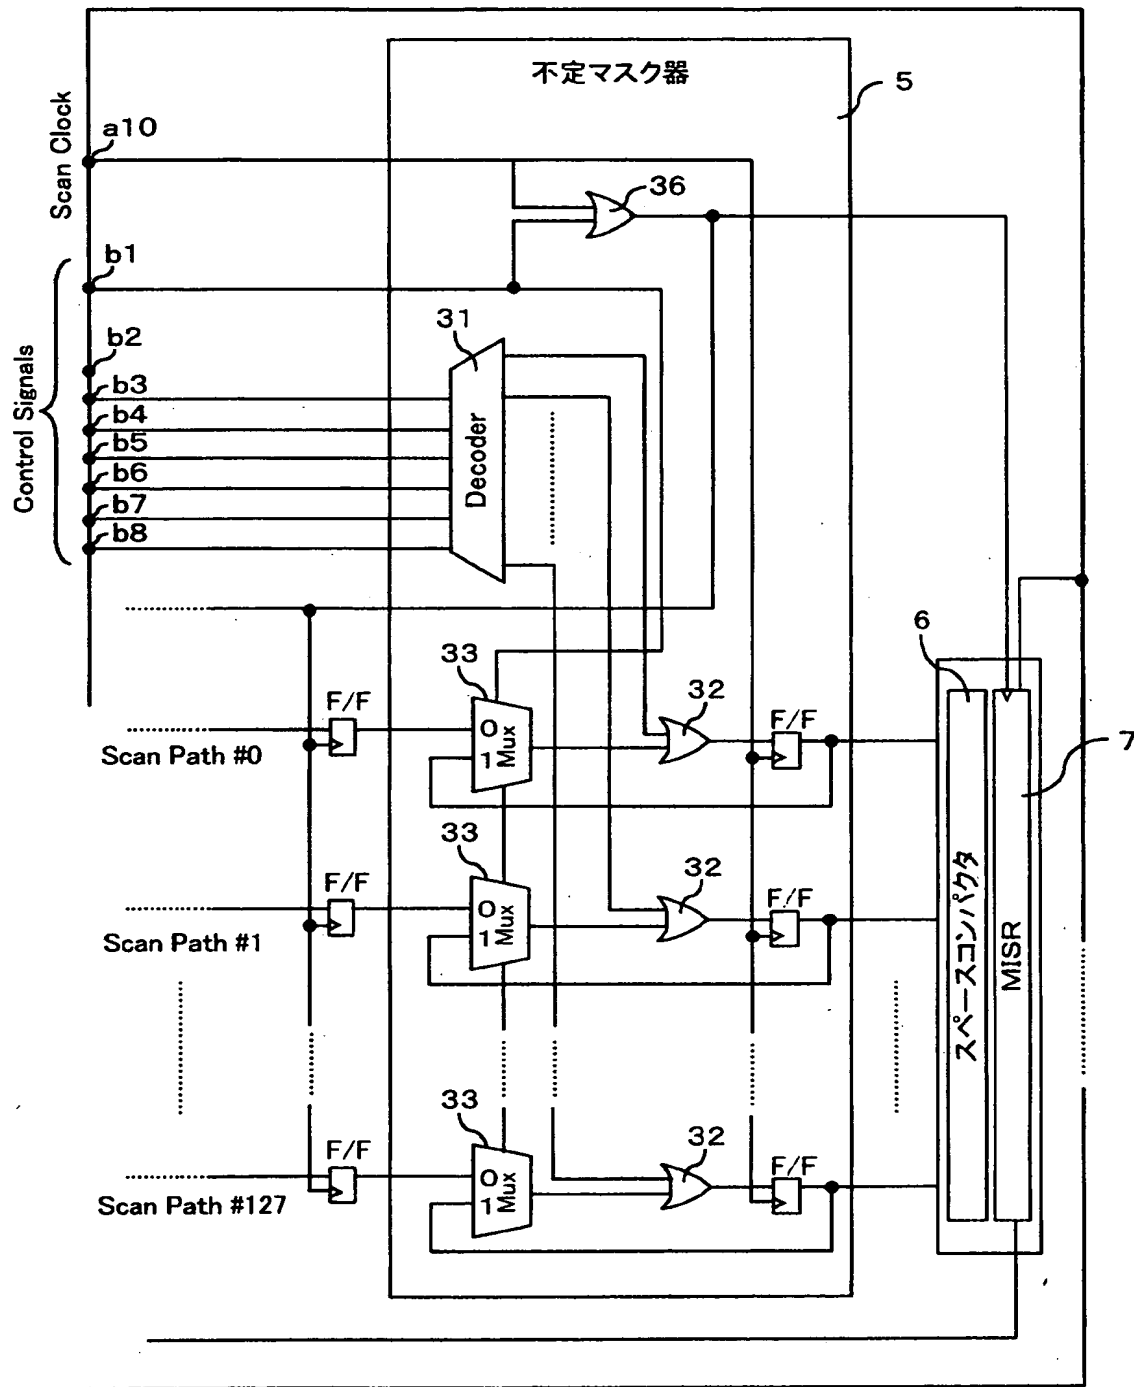 不定マスク器
5
Scan Clock
a10
36
b1
Control Signals
31
b2
b3
b4
b5
b6
b7
b8
Decoder
6
33
F/F
0
1
Mux
32
F/F
Scan Path #0
7
33
F/F
0
1
Mux
32
F/F
Scan Path #1
スペースコンパクタ
MISR
33
F/F
0
1
Mux
32
F/F
Scan Path #127